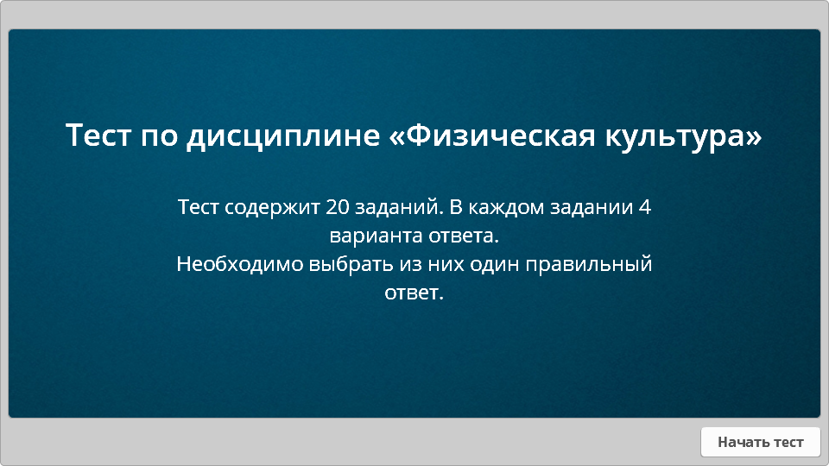 Тест по дисциплине «Физическая культура»
Тест содержит 20 заданий. В каждом задании 4
варианта ответа.
Необходимо выбрать из них один правильный
ответ.
Начать тест